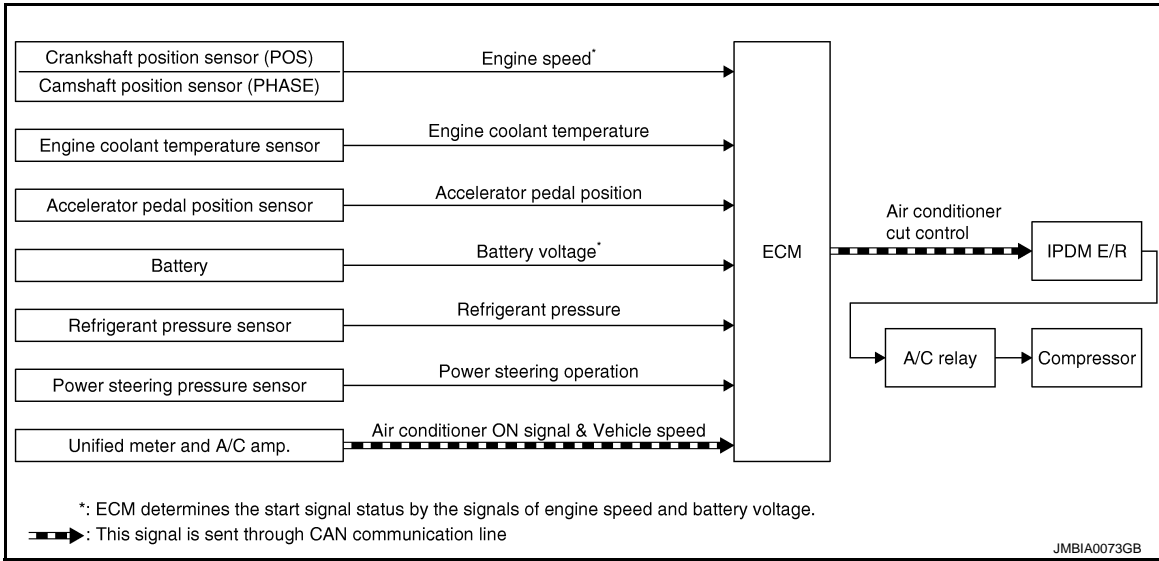 Crankshaft position sensor (POS)
Camshaft position sensor (PHASE)
Engine speed*
Engine coolant temperature sensor
Engine coolant temperature
Accelerator pedal position sensor
Accelerator pedal position
Battery
Battery voltage*
Refrigerant pressure sensor
Refrigerant pressure
Power steering pressure sensor
Power steering operation
Unified meter and A/C amp.
Air conditioner ON signal & Vehicle speed
ECM
Air conditioner
cut control
IPDM E/R
A/C relay
Compressor
*: ECM determines the start signal status by the signals of engine speed and battery voltage.
: This signal is sent through CAN communication line
JMBIA0073GB